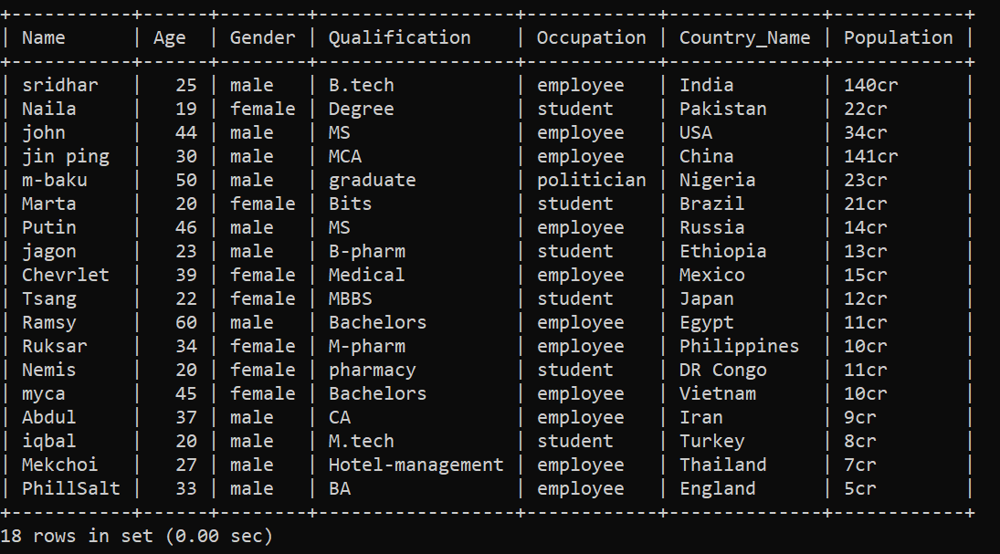 +-----------+------+--------+------------------+------------+--------------+------------+
| Name      | Age  | Gender | Qualification    | Occupation | Country_Name | Population |
+-----------+------+--------+------------------+------------+--------------+------------+
| sridhar   |   25 | male   | B.tech           | employee   | India        | 140cr      |
| Naila     |   19 | female | Degree           | student    | Pakistan     | 22cr       |
| john      |   44 | male   | MS               | employee   | USA          | 34cr       |
| jin ping  |   30 | male   | MCA              | employee   | China        | 141cr      |
| m-baku    |   50 | male   | graduate         | politician | Nigeria      | 23cr       |
| Marta     |   20 | female | Bits             | student    | Brazil       | 21cr       |
| Putin     |   46 | male   | MS               | employee   | Russia       | 14cr       |
| jagon     |   23 | male   | B-pharm          | student    | Ethiopia     | 13cr       |
| Chevrlet  |   39 | female | Medical          | employee   | Mexico       | 15cr       |
| Tsang     |   22 | female | MBBS             | student    | Japan        | 12cr       |
| Ramsy     |   60 | male   | Bachelors        | employee   | Egypt        | 11cr       |
| Ruksar    |   34 | female | M-pharm          | employee   | Philippines  | 10cr       |
| Nemis     |   20 | female | pharmacy         | student    | DR Congo     | 11cr       |
| myca      |   45 | female | Bachelors        | employee   | Vietnam      | 10cr       |
| Abdul     |   37 | male   | CA               | employee   | Iran         | 9cr        |
| iqbal     |   20 | male   | M.tech           | student    | Turkey       | 8cr        |
| Mekchoi   |   27 | male   | Hotel-management | employee   | Thailand     | 7cr        |
| PhillSalt |   33 | male   | BA               | employee   | England      | 5cr        |
+-----------+------+--------+------------------+------------+--------------+------------+
18 rows in set (0.00 sec)